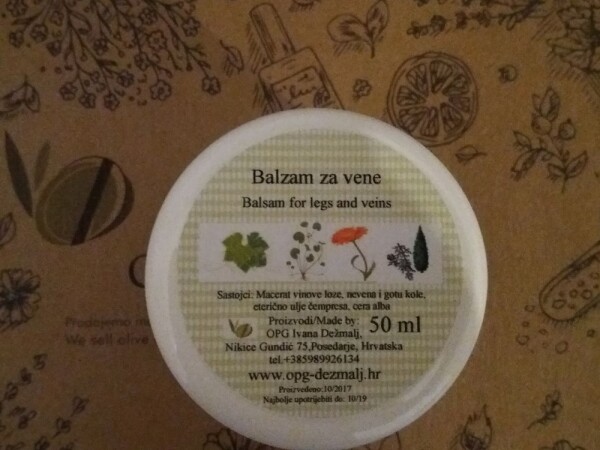 Balzam za vene
Balsam for legs and veins
Sastojci: Macerat vinove loze, nevena i gotu kole,
eterično ulje čempresa, cera alba
Proizvodi/Made by: 50 ml
OPG Ivana Dežmalj,
Nikice Gundić 75,Posedarje, Hrvatska
tel.+385989926134
www.opg-dezmalj.hr
Proizvedeno:10/2017
Najbolje upotrijebiti do: 10/19
We sell olive